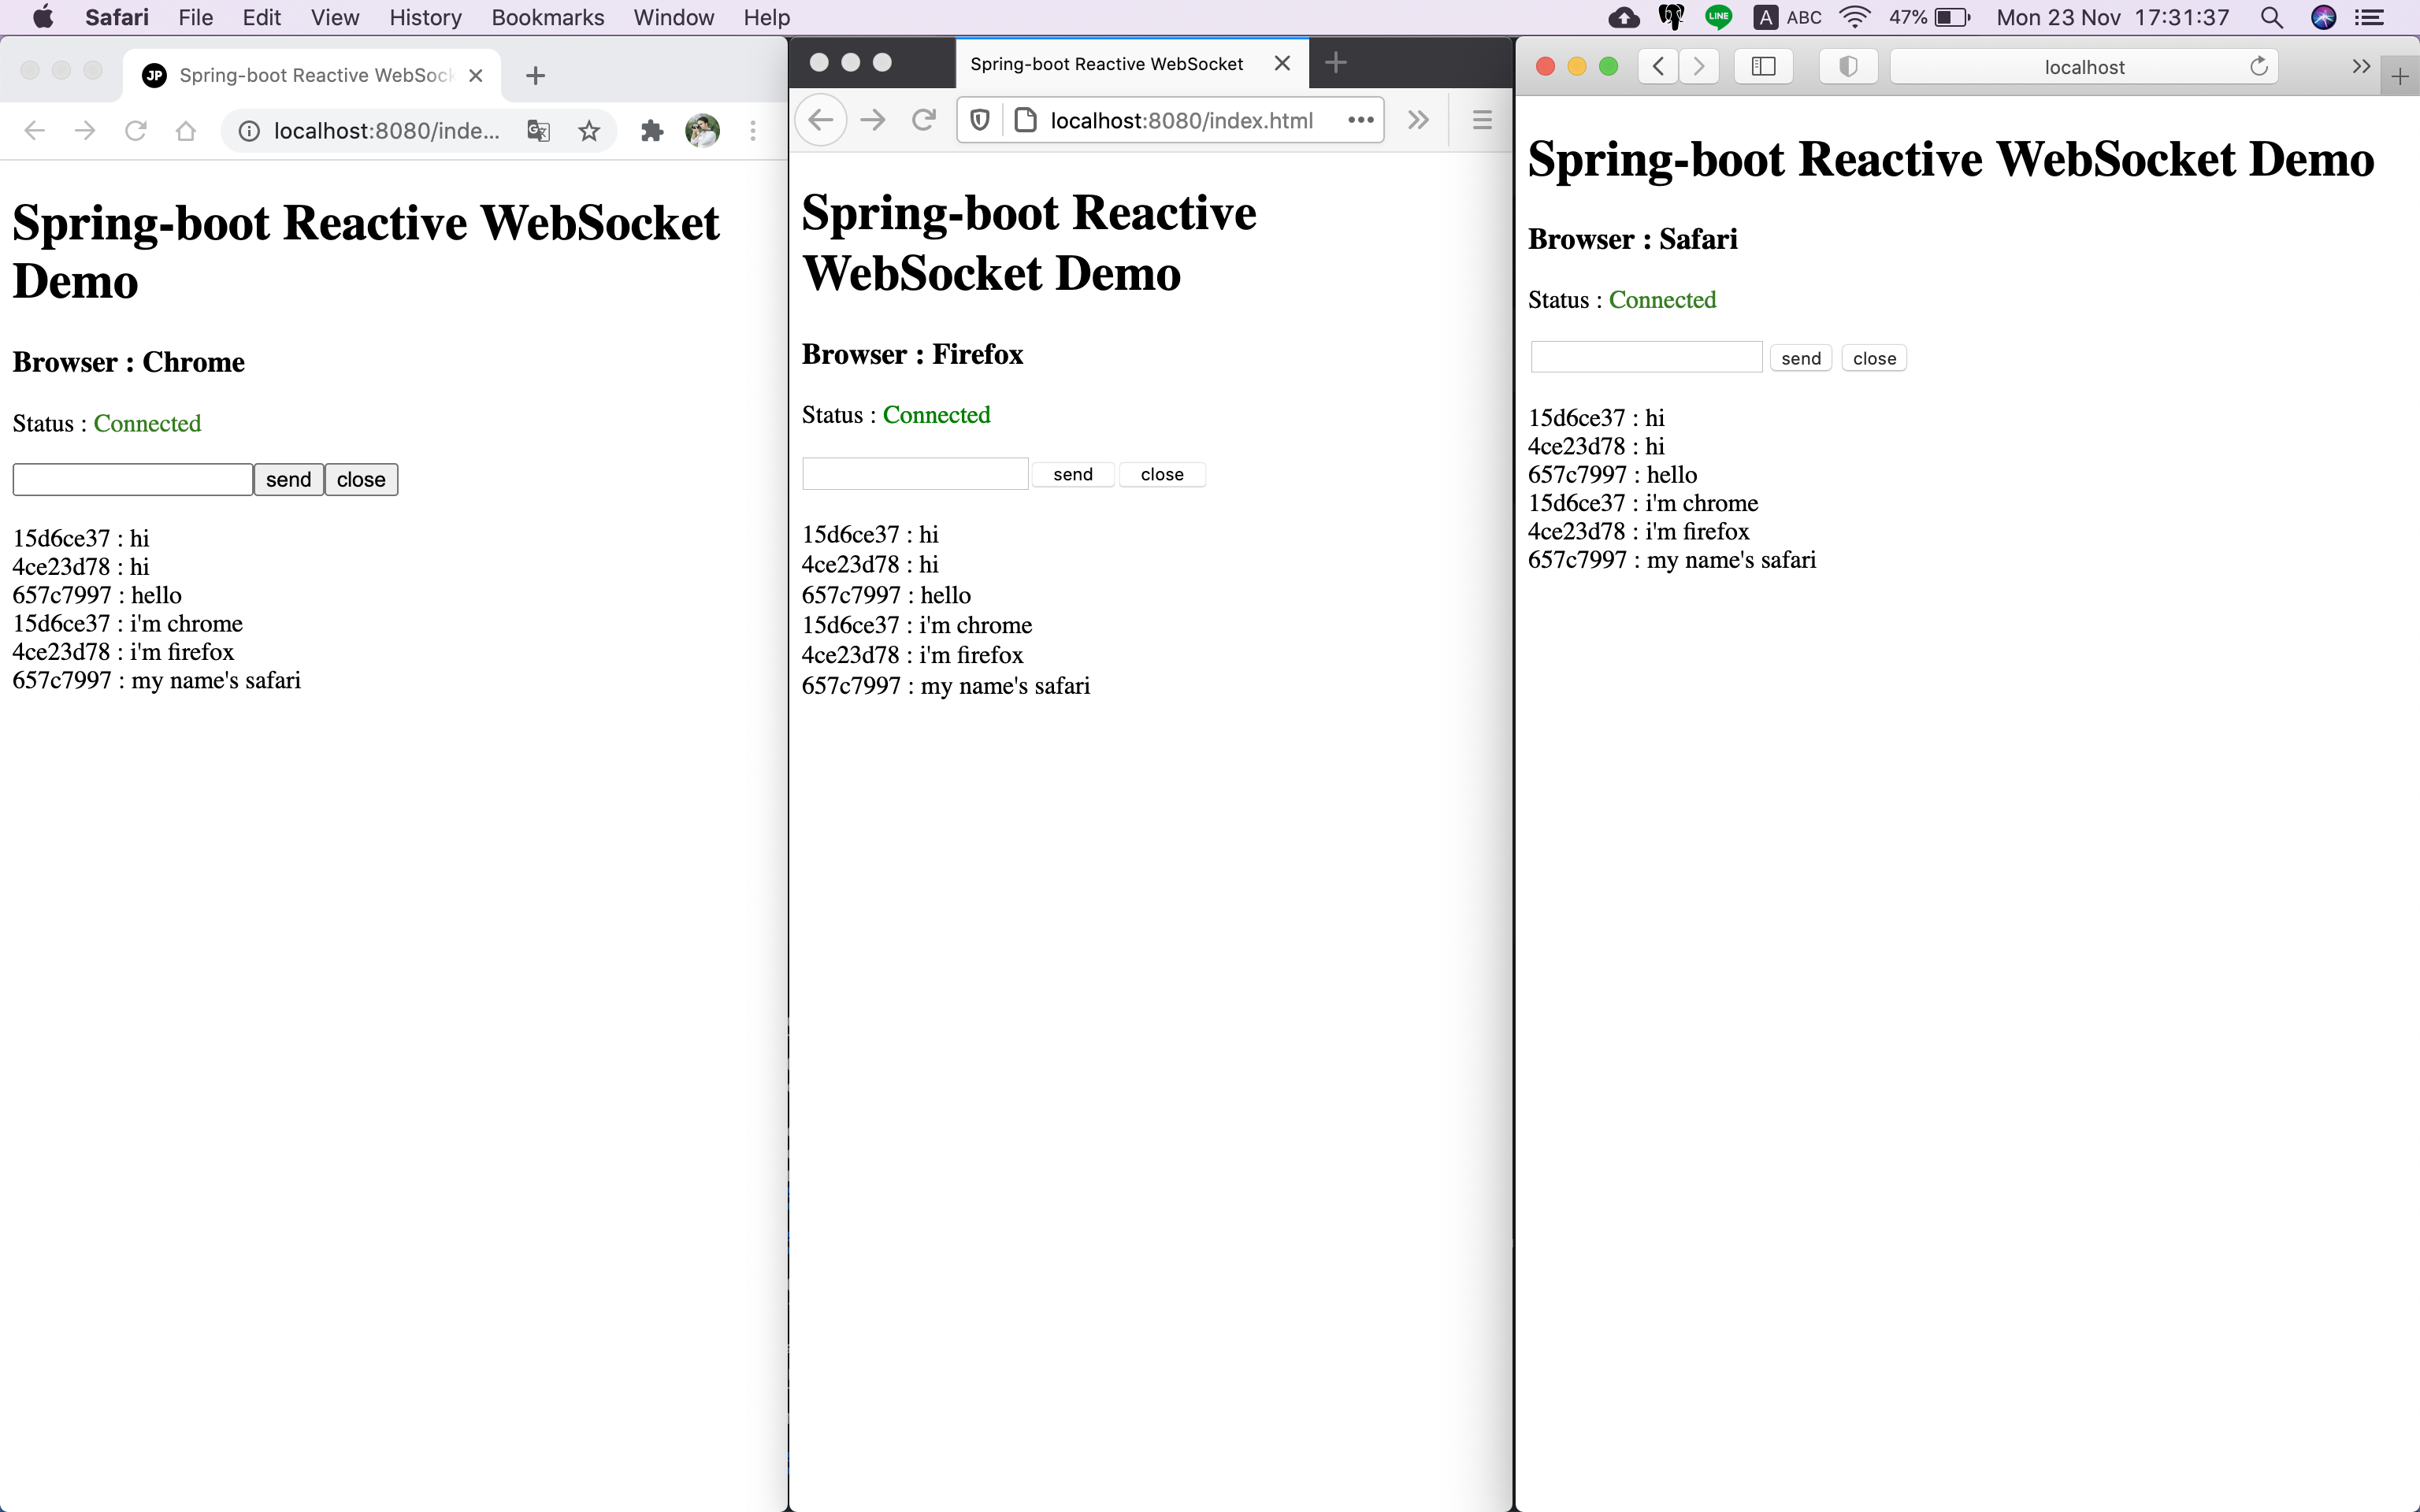 Safari File Edit View History Bookmarks Window Help LINE A ABC 47% Mon 23 Nov 17:31:37
JP Spring-boot Reactive WebSock
localhost:8080/inde...
Spring-boot Reactive WebSocket
Demo
Browser : Chrome
Status : Connected
send close
15d6ce37 : hi
4ce23d78 : hi
657c7997 : hello
15d6ce37 : i'm chrome
4ce23d78 : i'm firefox
657c7997 : my name's safari
Spring-boot Reactive WebSocket
localhost:8080/index.html
Spring-boot Reactive
WebSocket Demo
Browser : Firefox
Status : Connected
send close
15d6ce37 : hi
4ce23d78 : hi
657c7997 : hello
15d6ce37 : i'm chrome
4ce23d78 : i'm firefox
657c7997 : my name's safari
localhost
Spring-boot Reactive WebSocket Demo
Browser : Safari
Status : Connected
send close
15d6ce37 : hi
4ce23d78 : hi
657c7997 : hello
15d6ce37 : i'm chrome
4ce23d78 : i'm firefox
657c7997 : my name's safari